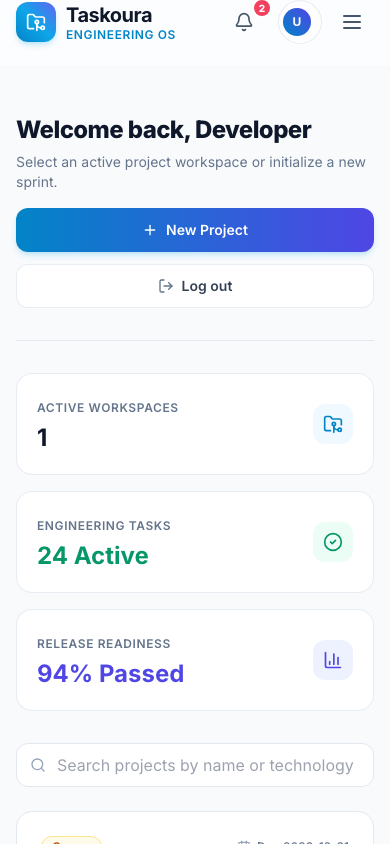 Taskoura
ENGINEERING OS
2
U
Welcome back, Developer
Select an active project workspace or initialize a new
sprint.
New Project
Log out
ACTIVE WORKSPACES
1
ENGINEERING TASKS
24 Active
RELEASE READINESS
94% Passed
Search projects by name or technology